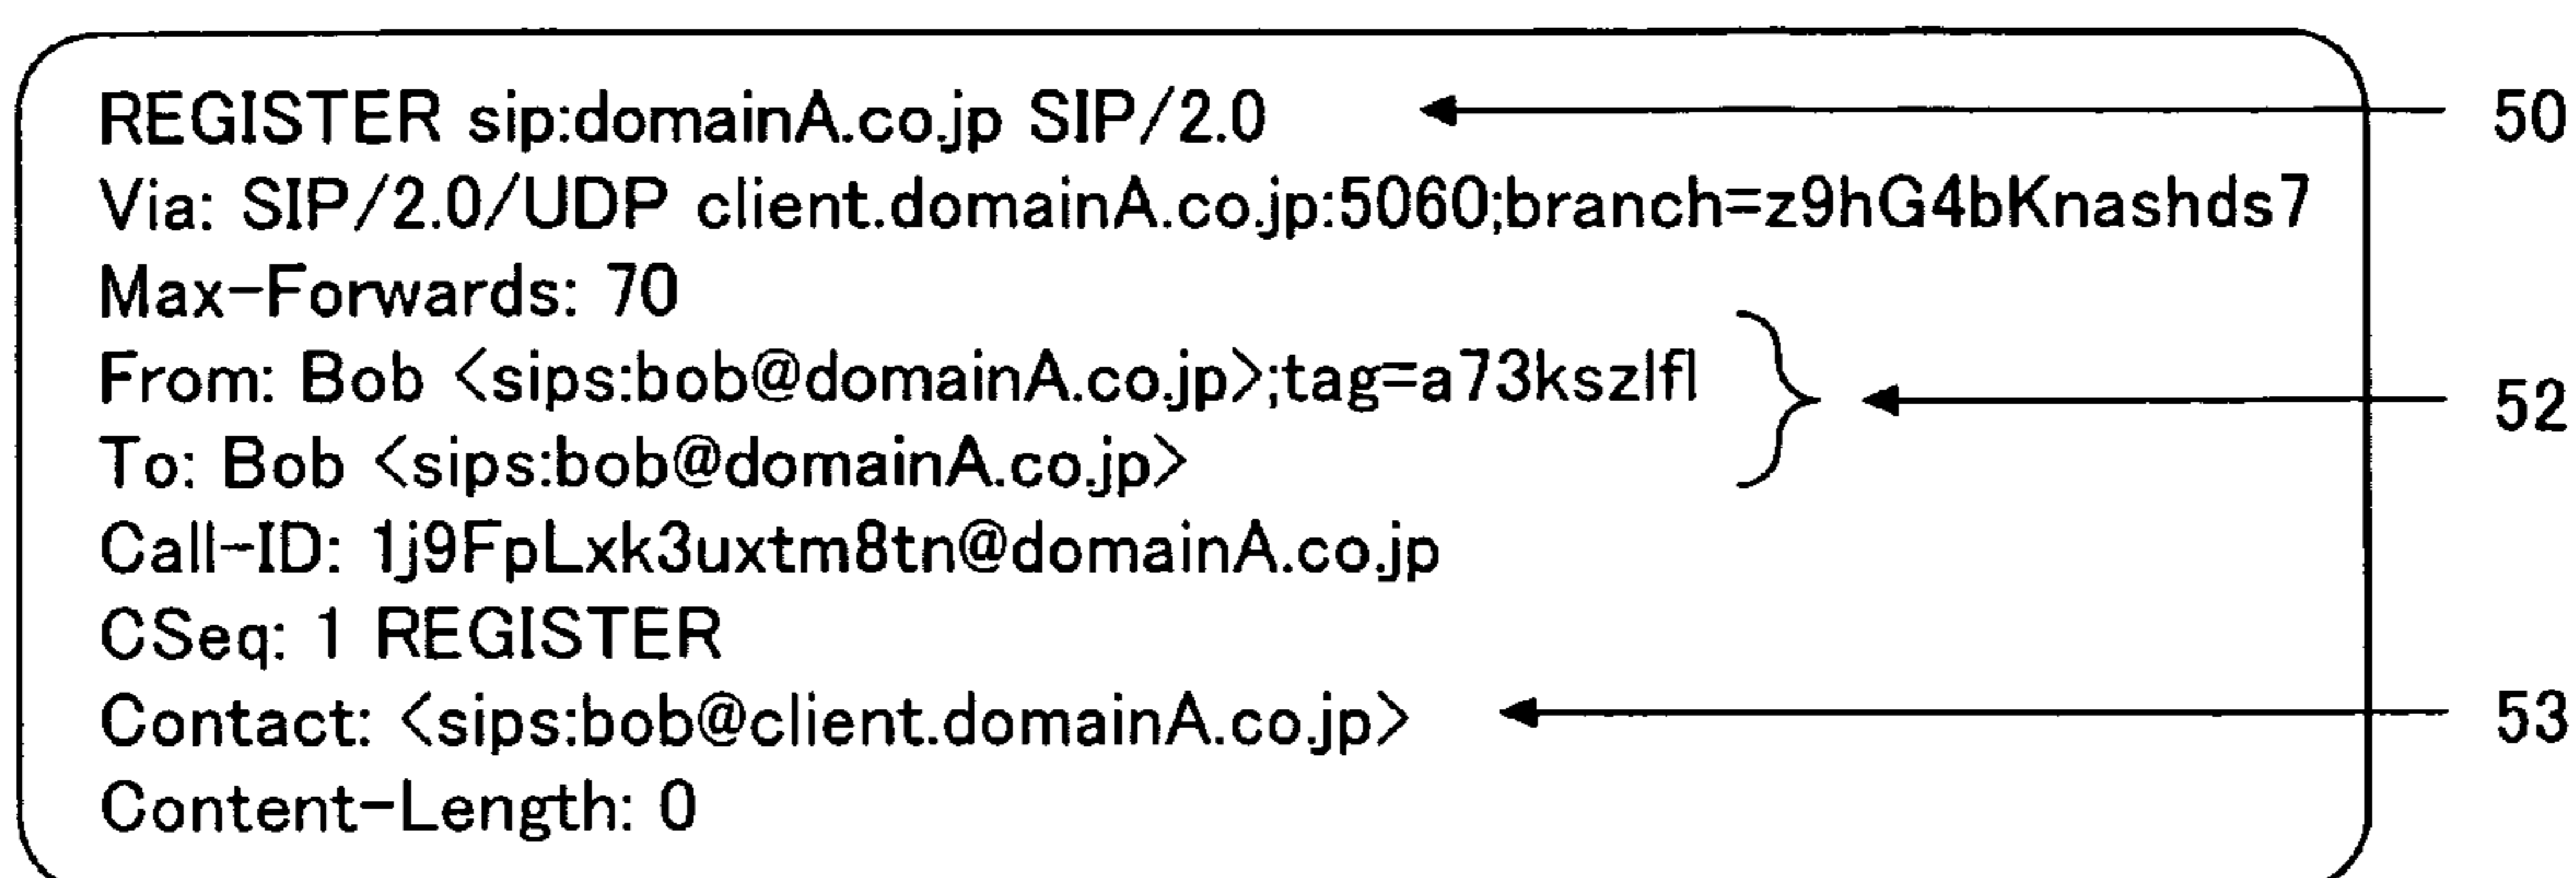 REGISTER sip:domainA.co.jp SIP/2.0 50
Via: SIP/2.0/UDP client.domainA.co.jp:5060;branch=z9hG4bKnashds7
Max-Forwards: 70
From: Bob <sips:bob@domainA.co.jp>;tag=a73kszlfl 52
To: Bob <sips:bob@domainA.co.jp>
Call-ID: 1j9FpLxk3uxtm8tn@domainA.co.jp
CSeq: 1 REGISTER
Contact: <sips:bob@client.domainA.co.jp> 53
Content-Length: 0